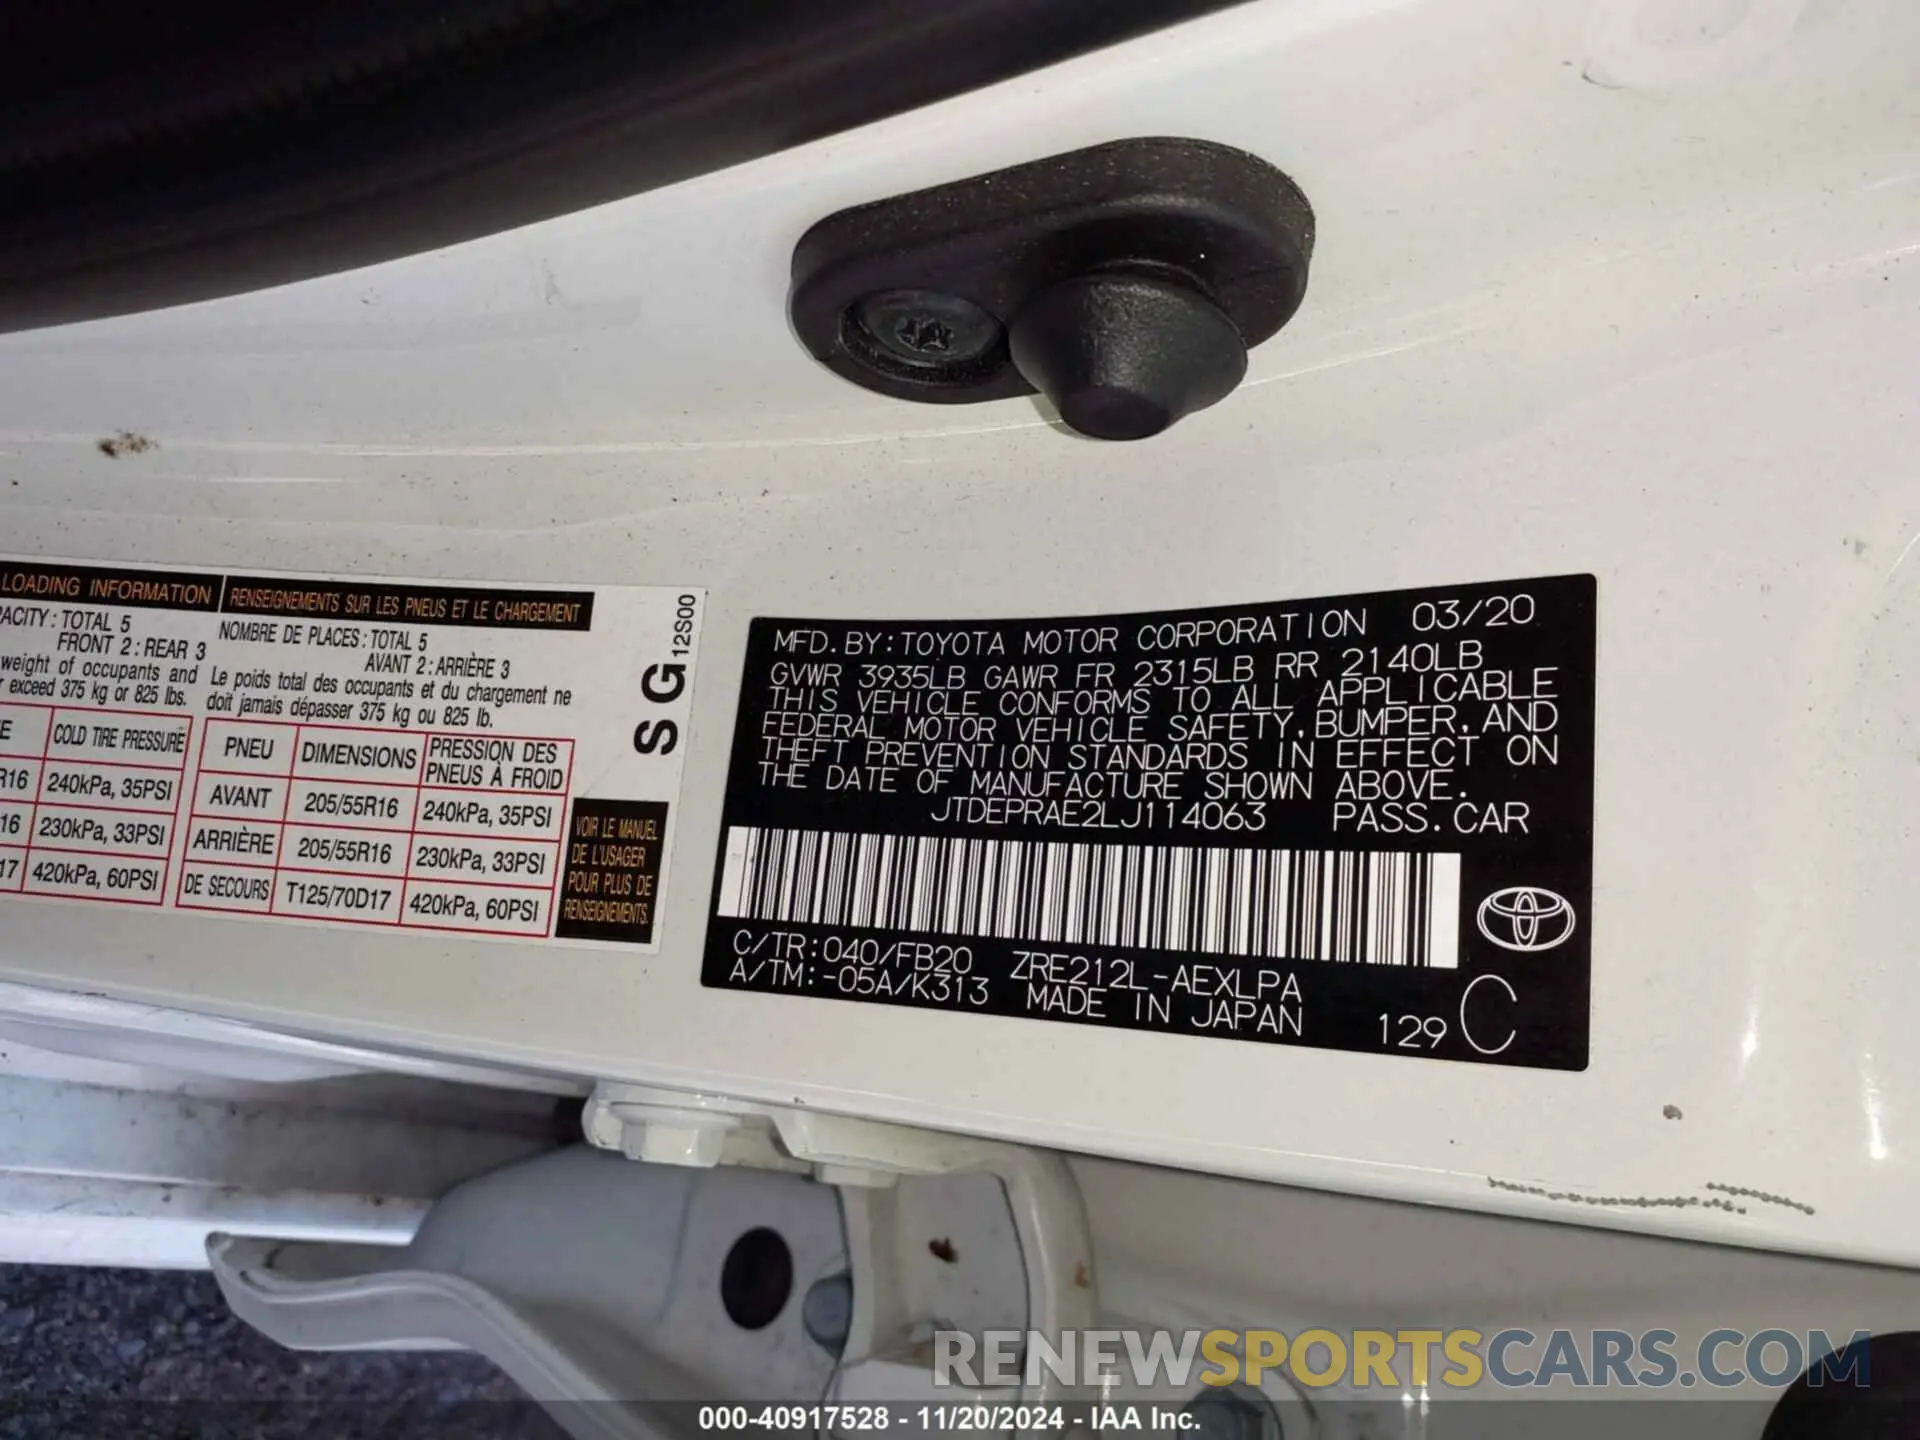 LOADING INFORMATION
RENSEIGNEMENTS SUR LES PNEUS ET LE CHARGEMENT
TOTAL 5
FRONT 2 : REAR 3
weight of occupants and
exceed 375 kg or 825 lbs.
NOMBRE DE PLACES : TOTAL 5
AVANT 2 : ARRIÈRE 3
Le poids total des occupants et du chargement ne
doit jamais dépasser 375 kg ou 825 lb.
COLD TIRE PRESSURE
R16 240kPa, 35PSI
16 230kPa, 33PSI
17 420kPa, 60PSI
PNEU DIMENSIONS PRESSION DES PNEUS À FROID
AVANT 205/55R16 240kPa, 35PSI
ARRIÈRE 205/55R16 230kPa, 33PSI
DE SECOURS T125/70D17 420kPa, 60PSI
VOIR LE MANUEL
DE L'USAGER
POUR PLUS DE
RENSEIGNEMENTS.
SG 12S00
MFD. BY: TOYOTA MOTOR CORPORATION 03/20
GVWR 3935LB GAWR FR 2315LB RR 2140LB
THIS VEHICLE CONFORMS TO ALL APPLICABLE
FEDERAL MOTOR VEHICLE SAFETY, BUMPER, AND
THEFT PREVENTION STANDARDS IN EFFECT ON
THE DATE OF MANUFACTURE SHOWN ABOVE.
JTDEPRAE2LJ114063 PASS. CAR
C/TR: 040/FB20 ZRE212L-AEXLPA
A/TM: -05A/K313 MADE IN JAPAN 129 C
RENEWSPORTSCARS.COM
000-40917528 - 11/20/2024 - IAA Inc.